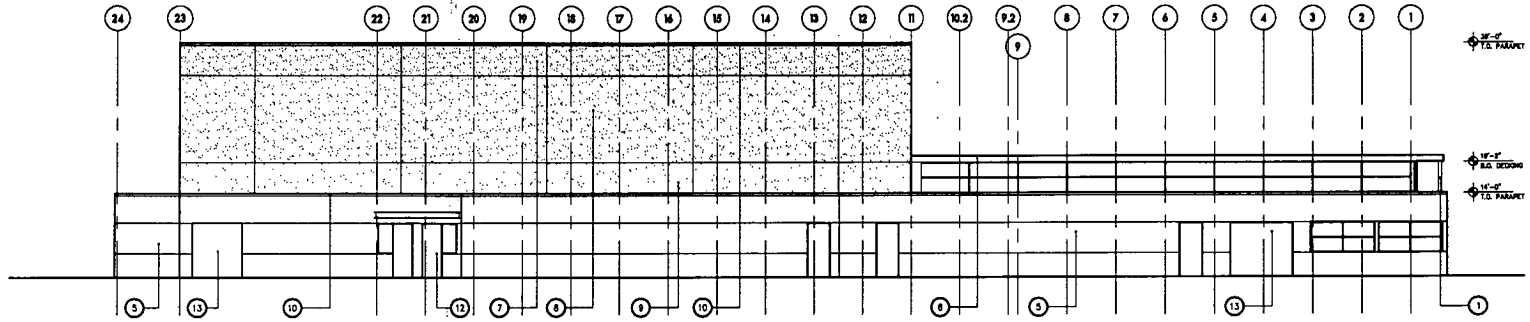 24 23 22 21 20 19 18 17 16 15 14 13 12 11 10.2 9.2 8 7 6 5 4 3 2 1
9
T.O. PARAPET
B.O. DECKING
14'-0"
T.O. PARAPET
5 13 10 12 7 8 9 10 6 5 13 1